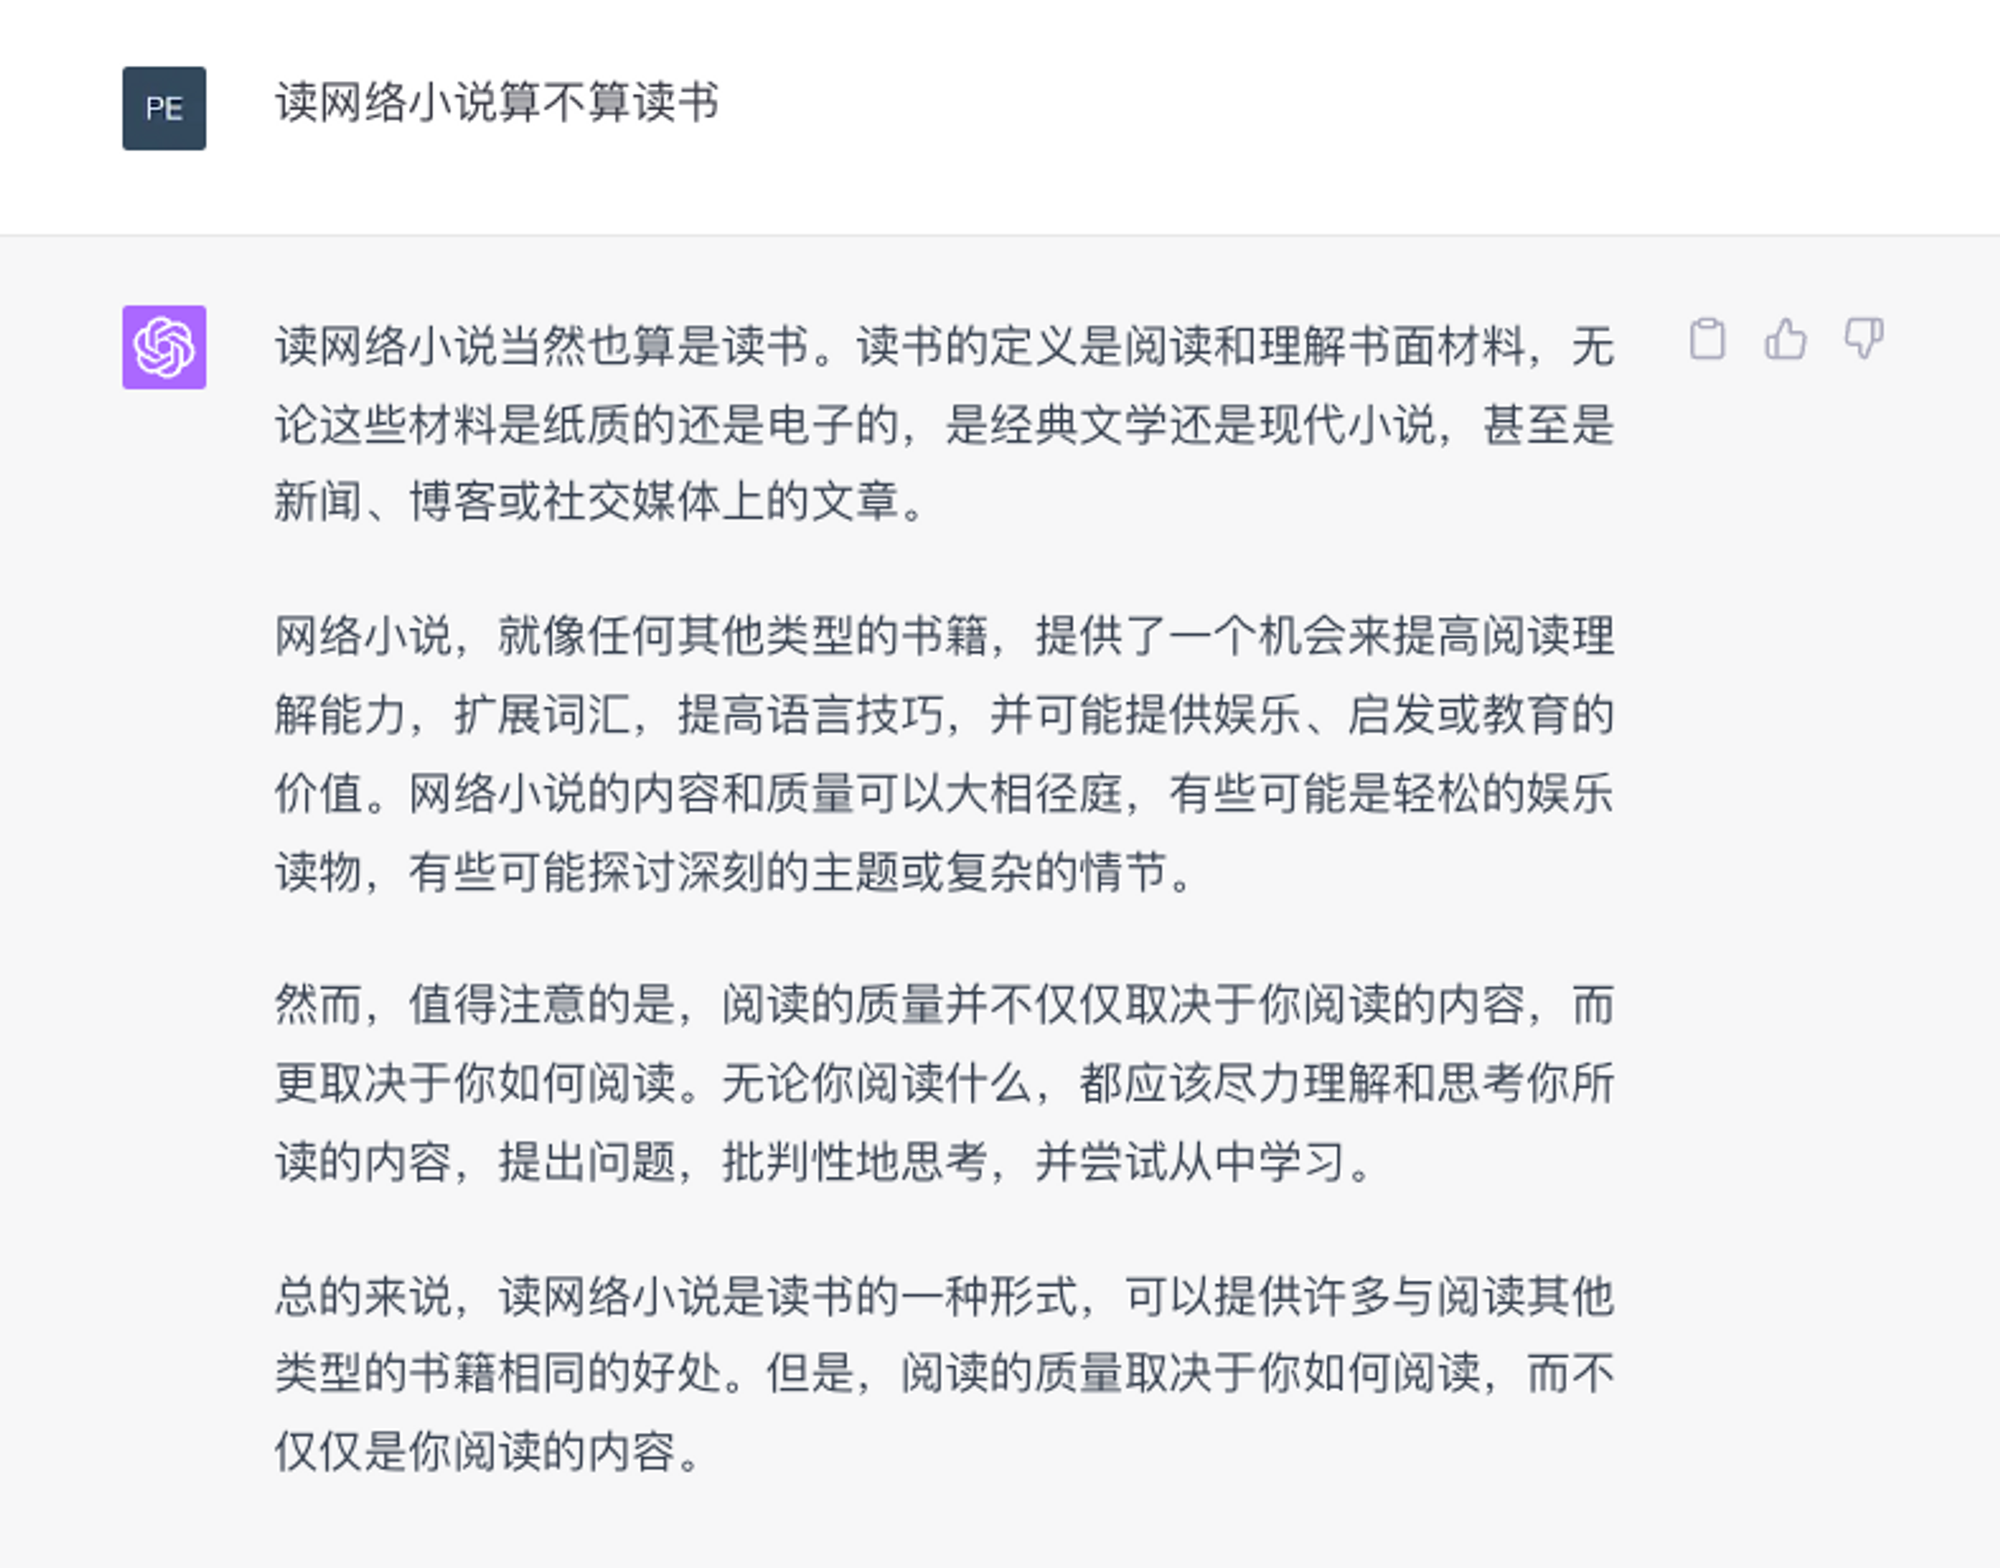 PE
读网络小说算不算读书
读网络小说当然也算是读书。读书的定义是阅读和理解书面材料，无
论这些材料是纸质的还是电子的，是经典文学还是现代小说，甚至是
新闻、博客或社交媒体上的文章。
网络小说，就像任何其他类型的书籍，提供了一个机会来提高阅读理
解能力，扩展词汇，提高语言技巧，并可能提供娱乐、启发或教育的
价值。网络小说的内容和质量可以大相径庭，有些可能是轻松的娱乐
读物，有些可能探讨深刻的主题或复杂的情节。
然而，值得注意的是，阅读的质量并不仅仅取决于你阅读的内容，而
更取决于你如何阅读。无论你阅读什么，都应该尽力理解和思考你所
读的内容，提出问题，批判性地思考，并尝试从中学习。
总的来说，读网络小说是读书的一种形式，可以提供许多与阅读其他
类型的书籍相同的好处。但是，阅读的质量取决于你如何阅读，而不
仅仅是你阅读的内容。